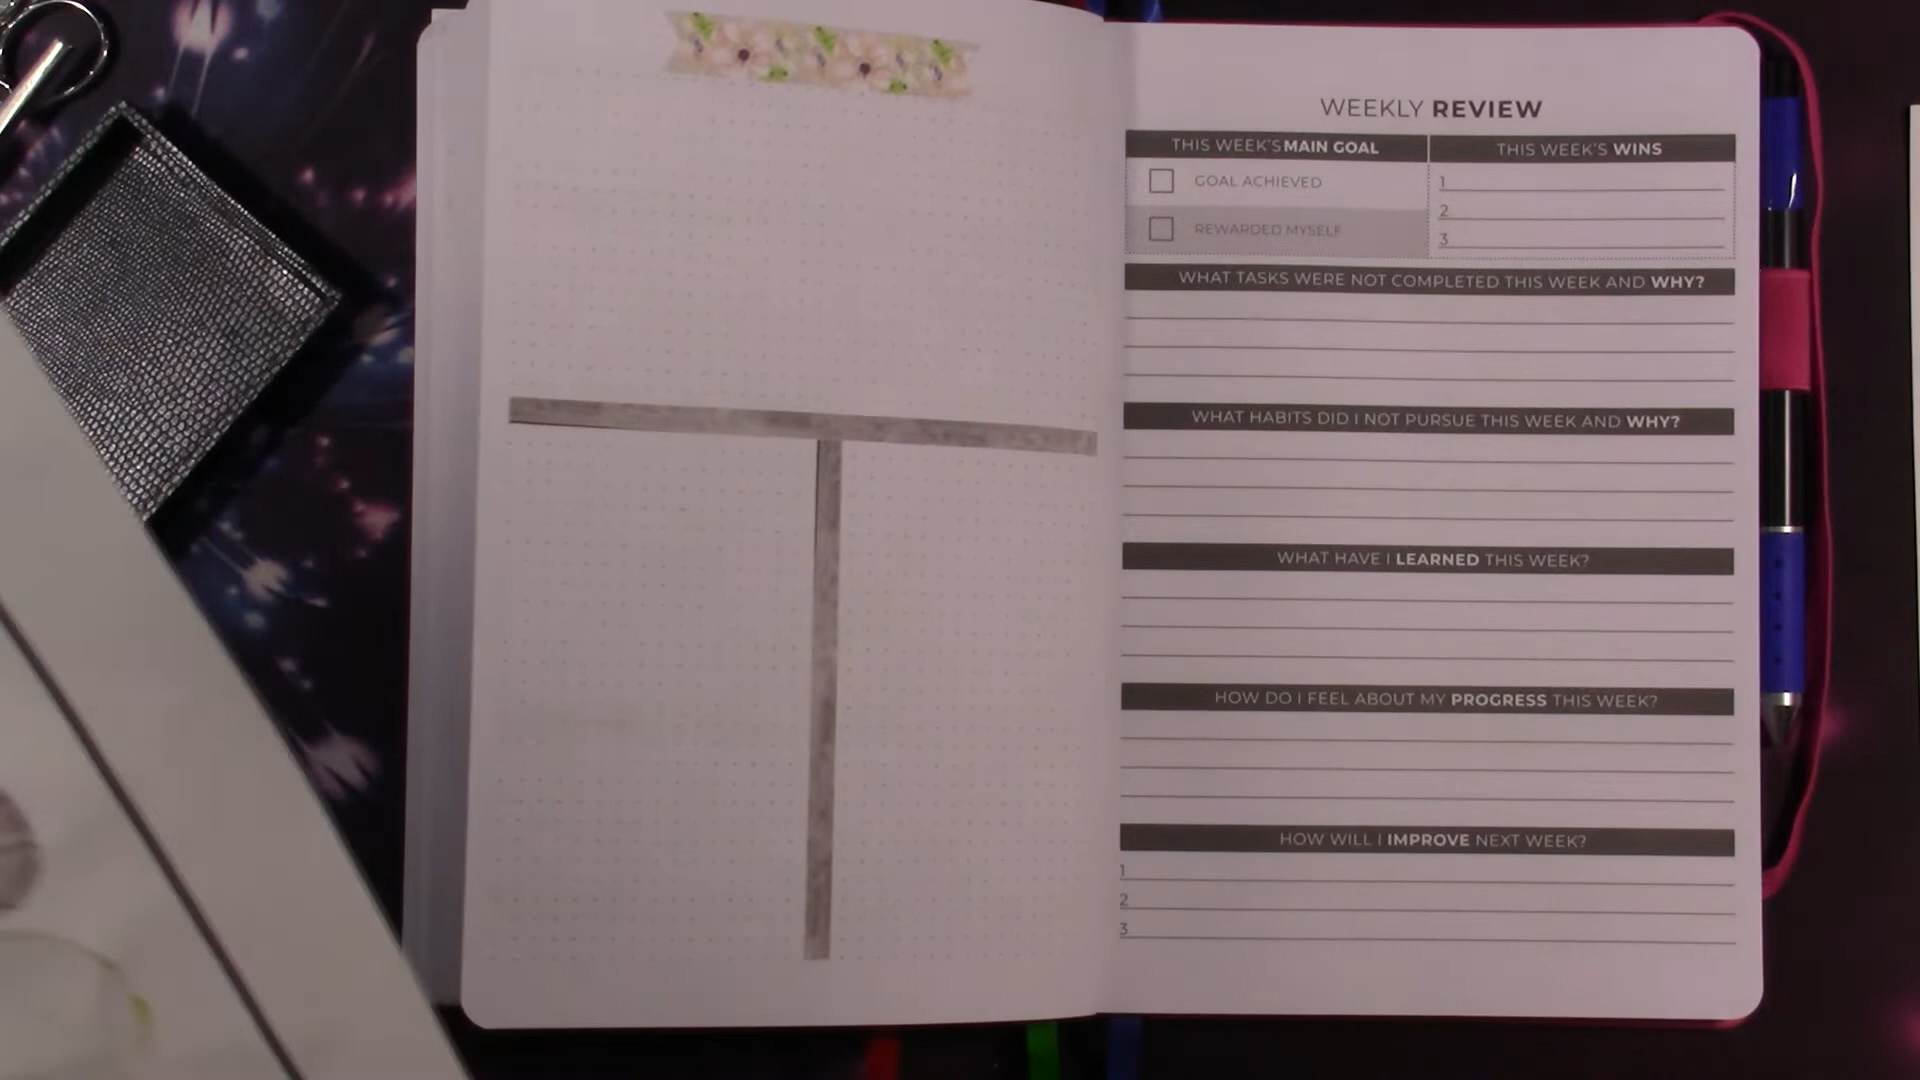 WEEKLY REVIEW
THIS WEEK'S MAIN GOAL
THIS WEEK'S WINS
GOAL ACHIEVED
REWARDED MYSELF
1
2
3
WHAT TASKS WERE NOT COMPLETED THIS WEEK AND WHY?
WHAT HABITS DID I NOT PURSUE THIS WEEK AND WHY?
WHAT HAVE I LEARNED THIS WEEK?
HOW DO I FEEL ABOUT MY PROGRESS THIS WEEK?
HOW WILL I IMPROVE NEXT WEEK?
1
2
3